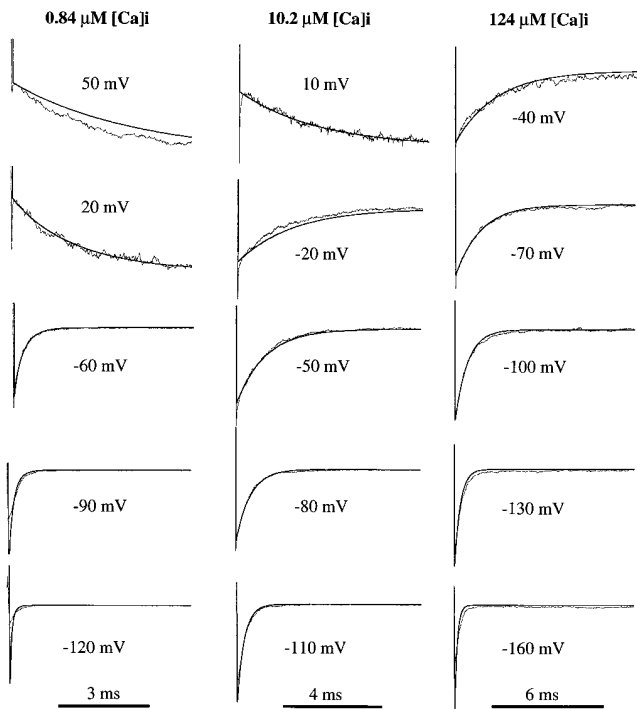 0.84 µM [Ca]i
10.2 µM [Ca]i
124 µM [Ca]i
50 mV
10 mV
-40 mV
20 mV
-20 mV
-70 mV
-60 mV
-50 mV
-100 mV
-90 mV
-80 mV
-130 mV
-120 mV
-110 mV
-160 mV
3 ms
4 ms
6 ms